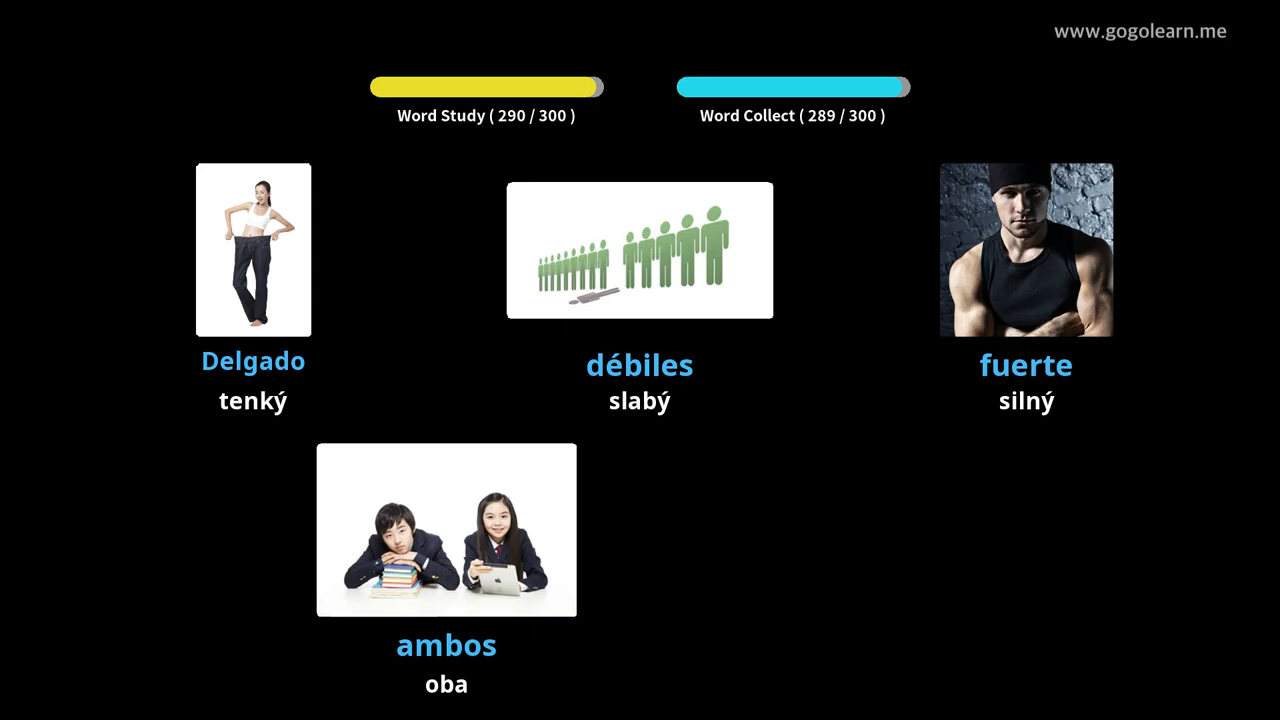 www.gogolearn.me
Word Study ( 290 / 300 )
Word Collect ( 289 / 300 )
Delgado
tenký
débiles
slabý
fuerte
silný
ambos
oba